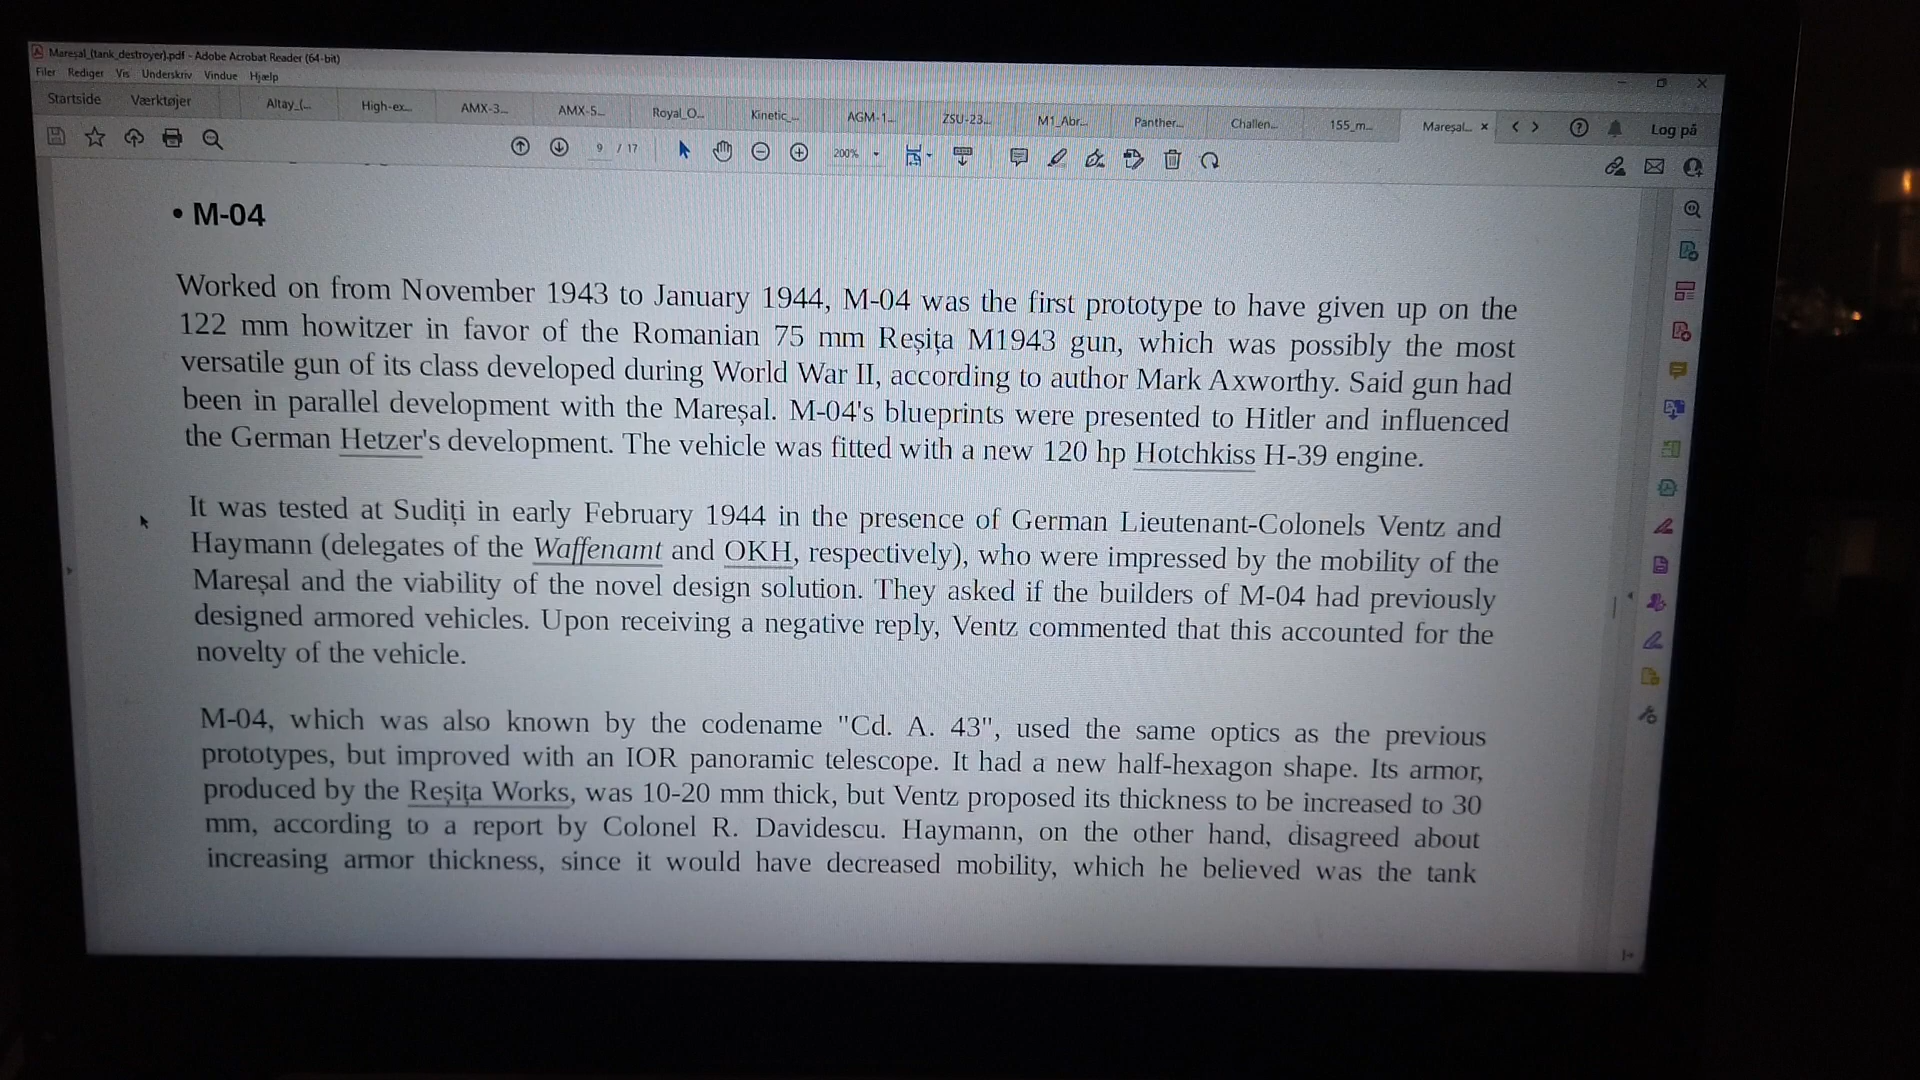 Mareşal_(tank_destroyer).pdf - Adobe Acrobat Reader (64-bit)
Filer Rediger Vis Underskriv Vindue Hjælp
Startside Værktøjer Altay_(... High-ex... AMX-3... AMX-5... Royal_O... Kinetic_... AGM-1... ZSU-23... M1_Abr... Panther... Challen... 155_m... Mareşal... Log på
9 / 17 200%
• M-04
Worked on from November 1943 to January 1944, M-04 was the first prototype to have given up on the
122 mm howitzer in favor of the Romanian 75 mm Reșița M1943 gun, which was possibly the most
versatile gun of its class developed during World War II, according to author Mark Axworthy. Said gun had
been in parallel development with the Mareșal. M-04's blueprints were presented to Hitler and influenced
the German Hetzer's development. The vehicle was fitted with a new 120 hp Hotchkiss H-39 engine.
It was tested at Sudiți in early February 1944 in the presence of German Lieutenant-Colonels Ventz and
Haymann (delegates of the Waffenamt and OKH, respectively), who were impressed by the mobility of the
Mareșal and the viability of the novel design solution. They asked if the builders of M-04 had previously
designed armored vehicles. Upon receiving a negative reply, Ventz commented that this accounted for the
novelty of the vehicle.
M-04, which was also known by the codename "Cd. A. 43", used the same optics as the previous
prototypes, but improved with an IOR panoramic telescope. It had a new half-hexagon shape. Its armor,
produced by the Reșița Works, was 10-20 mm thick, but Ventz proposed its thickness to be increased to 30
mm, according to a report by Colonel R. Davidescu. Haymann, on the other hand, disagreed about
increasing armor thickness, since it would have decreased mobility, which he believed was the tank